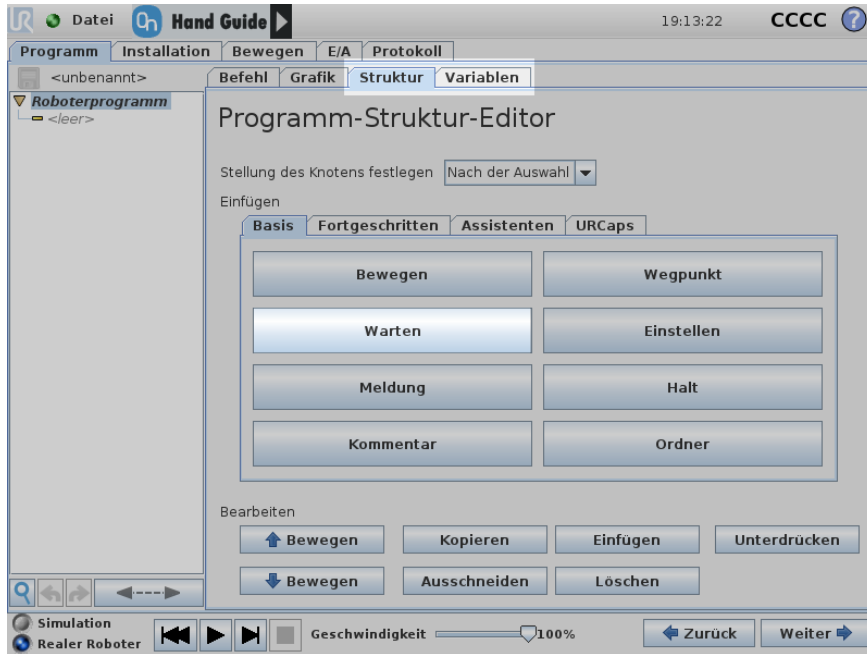 UR Datei On Hand Guide 19:13:22 CCCC ?
Programm Installation Bewegen E/A Protokoll
<unbenannt> Befehl Grafik Struktur Variablen
Roboterprogramm
<leer>
Programm-Struktur-Editor
Stellung des Knotens festlegen Nach der Auswahl
Einfügen
Basis Fortgeschritten Assistenten URCaps
Bewegen Wegpunkt
Warten Einstellen
Meldung Halt
Kommentar Ordner
Bearbeiten
Bewegen Kopieren Einfügen Unterdrücken
Bewegen Ausschneiden Löschen
Simulation
Realer Roboter
Geschwindigkeit 100% Zurück Weiter